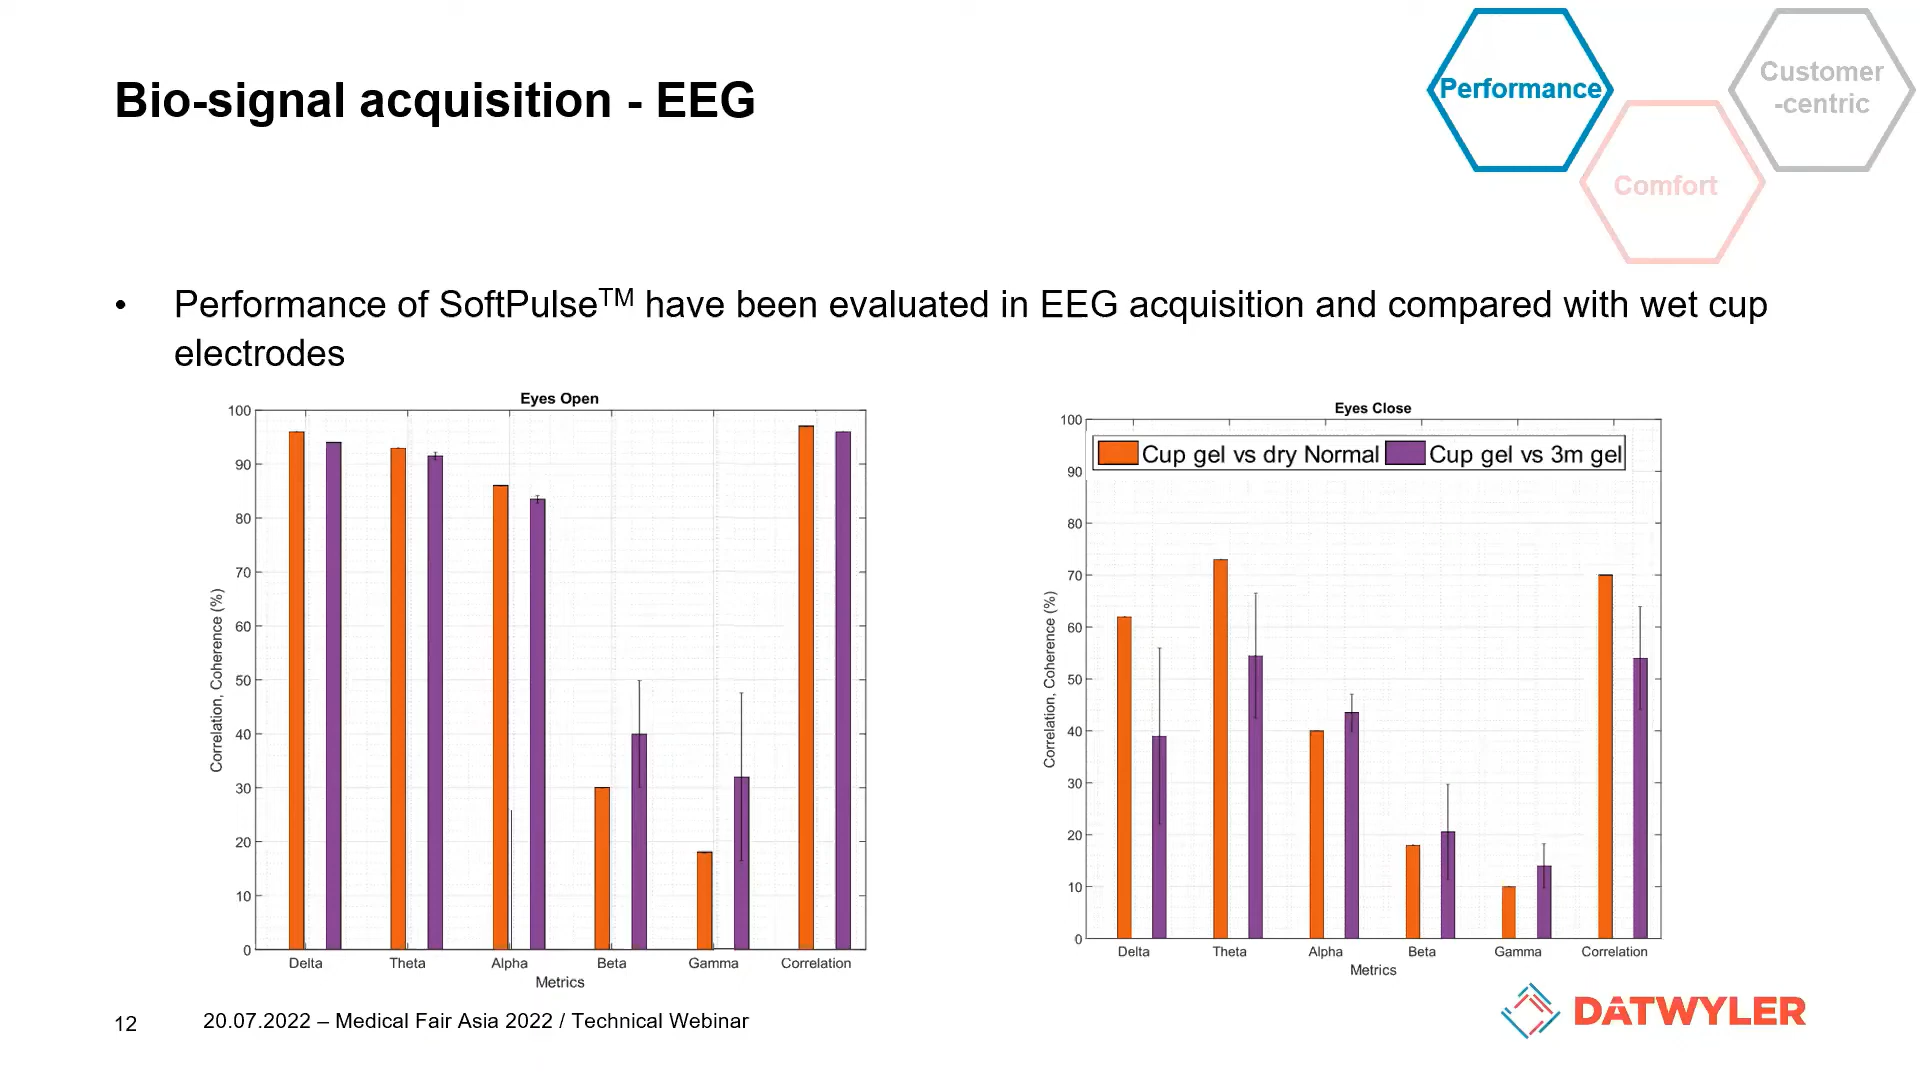 Performance
Customer
-centric
Comfort
Bio-signal acquisition - EEG
• Performance of SoftPulse™ have been evaluated in EEG acquisition and compared with wet cup
electrodes
Eyes Open
100
90
80
70
60
50
40
30
20
10
0
Correlation, Coherence (%)
Delta Theta Alpha Beta Gamma Correlation
Metrics
Eyes Close
Cup gel vs dry Normal Cup gel vs 3m gel
100
90
80
70
60
50
40
30
20
10
0
Correlation, Coherence (%)
Delta Theta Alpha Beta Gamma Correlation
Metrics
12 20.07.2022 – Medical Fair Asia 2022 / Technical Webinar
DATWYLER